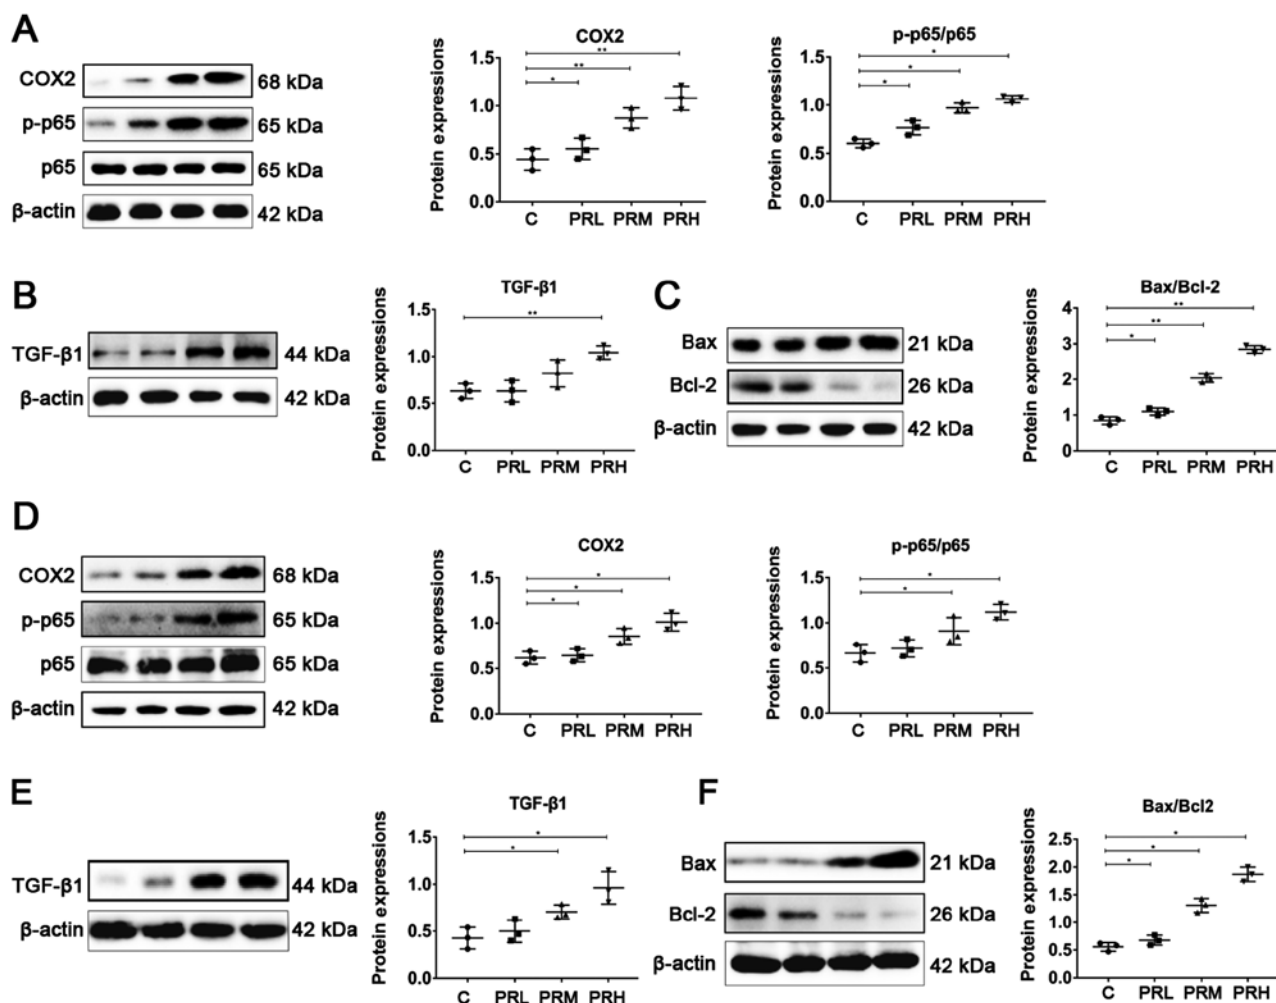 A
COX2 68 kDa
p-p65 65 kDa
p65 65 kDa
β-actin 42 kDa
COX2
Protein expressions
1.5
1.0
0.5
0.0
** 
**
*
C PRL PRM PRH
p-p65/p65
Protein expressions
1.5
1.0
0.5
0.0
*
*
*
C PRL PRM PRH
B
TGF-β1 44 kDa
β-actin 42 kDa
TGF-β1
Protein expressions
1.5
1.0
0.5
0.0
**
C PRL PRM PRH
C
Bax 21 kDa
Bcl-2 26 kDa
β-actin 42 kDa
Bax/Bcl-2
Protein expressions
4
3
2
1
0
**
**
*
C PRL PRM PRH
D
COX2 68 kDa
p-p65 65 kDa
p65 65 kDa
β-actin 42 kDa
COX2
Protein expressions
1.5
1.0
0.5
0.0
*
*
*
C PRL PRM PRH
p-p65/p65
Protein expressions
1.5
1.0
0.5
0.0
*
*
C PRL PRM PRH
E
TGF-β1 44 kDa
β-actin 42 kDa
TGF-β1
Protein expressions
1.5
1.0
0.5
0.0
*
*
C PRL PRM PRH
F
Bax 21 kDa
Bcl-2 26 kDa
β-actin 42 kDa
Bax/Bcl2
Protein expressions
2.5
2.0
1.5
1.0
0.5
0.0
*
*
*
C PRL PRM PRH